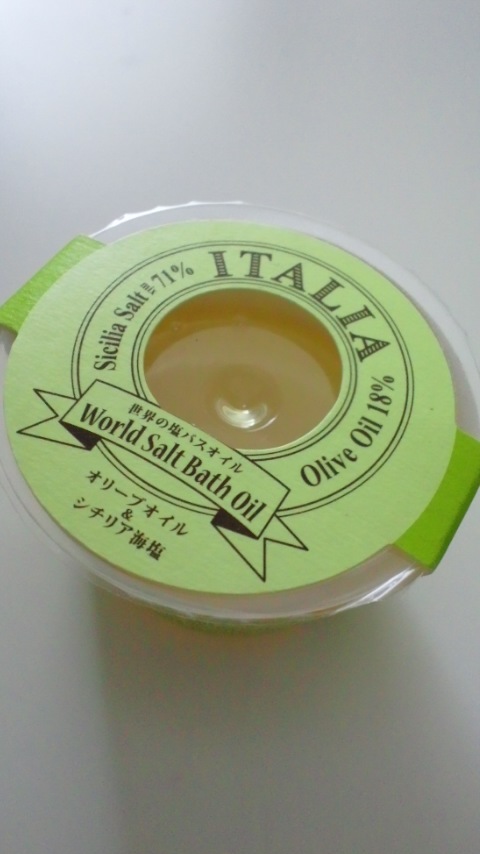 ITALIA
Sicilia Salt 71%
Olive Oil 18%
世界の塩バスオイル
World Salt Bath Oil
オリーブオイル
&
シチリア海塩